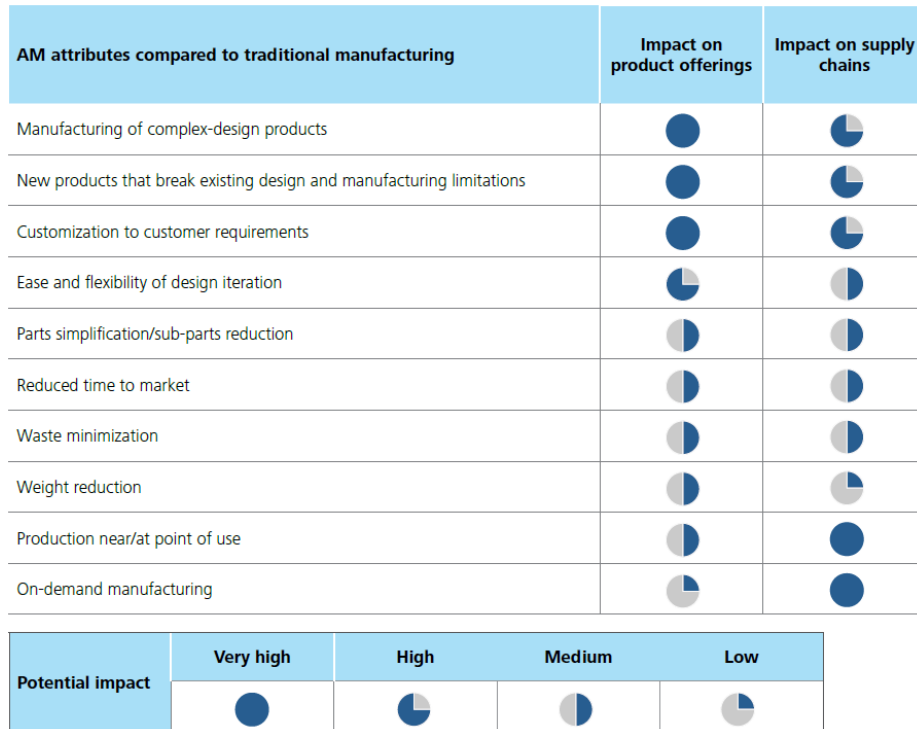 AM attributes compared to traditional manufacturing
Impact on
product offerings
Impact on supply
chains
Manufacturing of complex-design products
New products that break existing design and manufacturing limitations
Customization to customer requirements
Ease and flexibility of design iteration
Parts simplification/sub-parts reduction
Reduced time to market
Waste minimization
Weight reduction
Production near/at point of use
On-demand manufacturing
Potential impact
Very high
High
Medium
Low